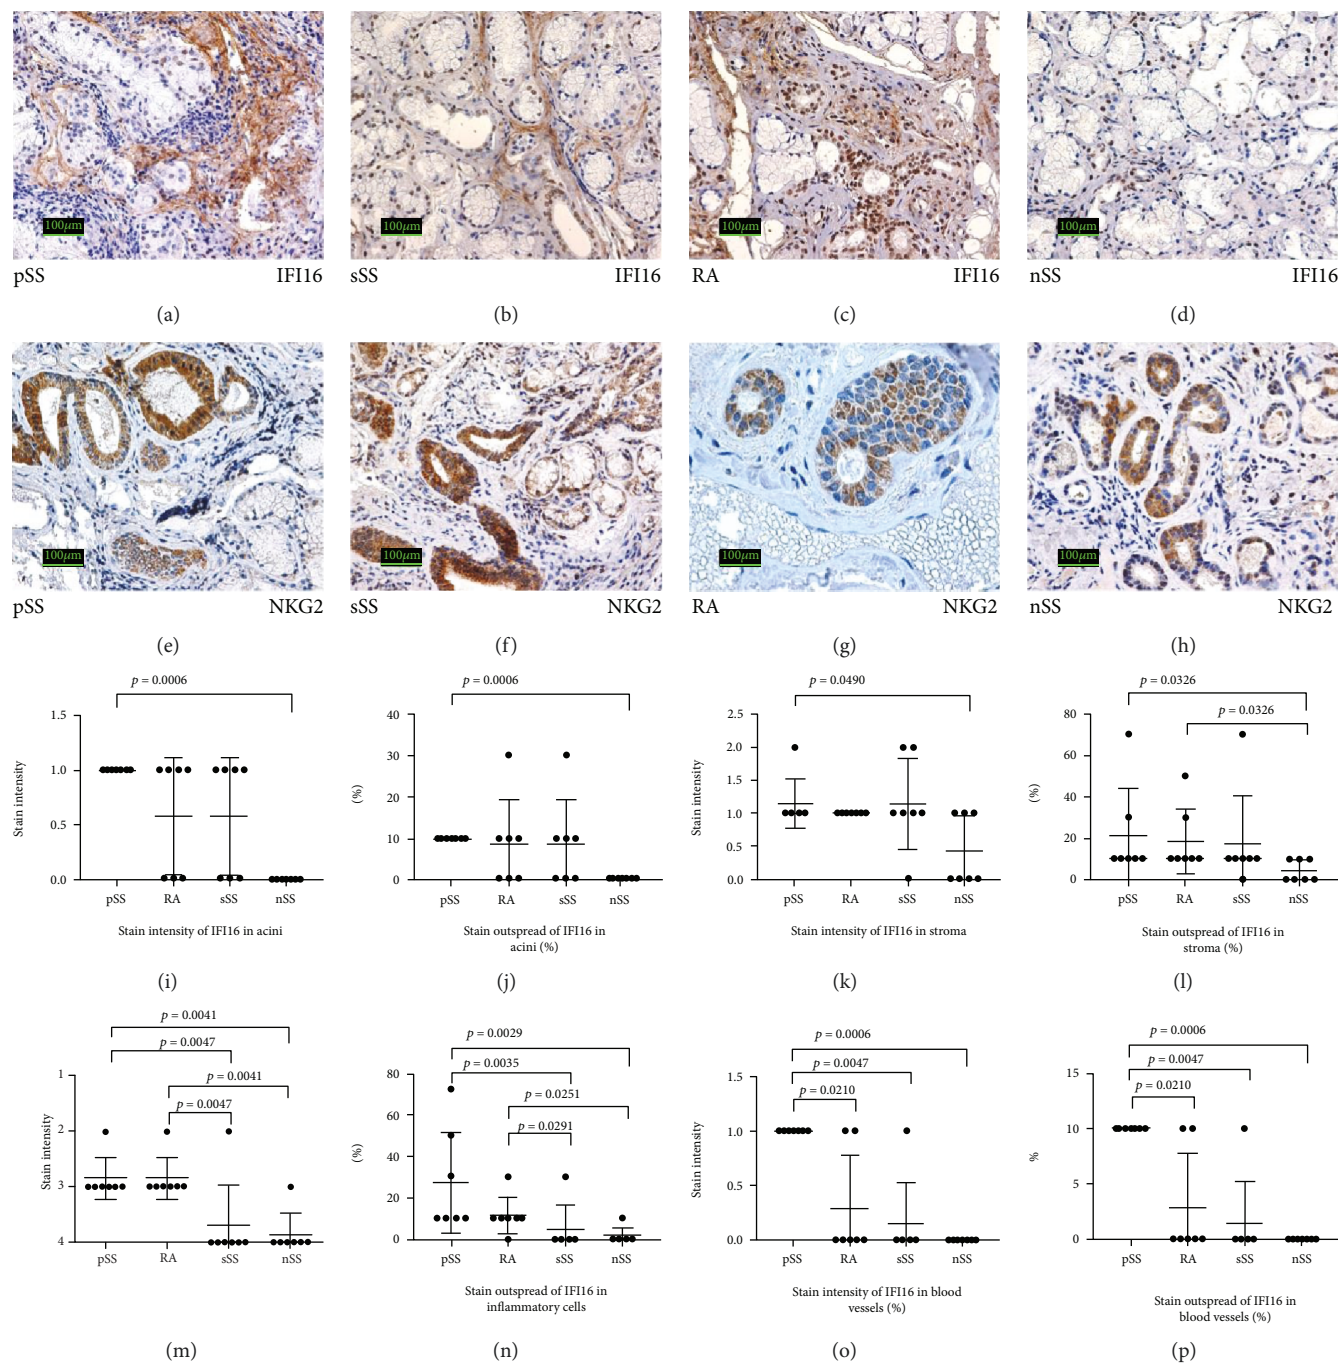 100μm 100μm 100μm 100μm
pSS IFI16 sSS IFI16 RA IFI16 nSS IFI16
(a) (b) (c) (d)
100μm 100μm 100μm 100μm
pSS NKG2 sSS NKG2 RA NKG2 nSS NKG2
(e) (f) (g) (h)
p = 0.0006
Stain intensity
1.5
1.0
0.5
0.0
pSS RA sSS nSS
Stain intensity of IFI16 in acini
(i)
p = 0.0006
(%)
40
30
20
10
0
pSS RA sSS nSS
Stain outspread of IFI16 in
acini (%)
(j)
p = 0.0490
Stain intensity
2.5
2.0
1.5
1.0
0.5
0.0
pSS RA sSS nSS
Stain intensity of IFI16 in stroma
(k)
p = 0.0326
p = 0.0326
(%)
80
60
40
20
0
pSS RA sSS nSS
Stain outspread of IFI16 in
stroma (%)
(l)
p = 0.0041
p = 0.0047
p = 0.0041
p = 0.0047
Stain intensity
1
2
3
4
pSS RA sSS nSS
(m)
p = 0.0029
p = 0.0035
p = 0.0251
p = 0.0291
(%)
80
60
40
20
0
pSS RA sSS nSS
Stain outspread of IFI16 in
inflammatory cells
(n)
p = 0.0006
p = 0.0047
p = 0.0210
Stain intensity
1.5
1.0
0.5
0.0
pSS RA sSS nSS
Stain intensity of IFI16 in blood
vessels (%)
(o)
p = 0.0006
p = 0.0047
p = 0.0210
%
15
10
5
0
pSS RA sSS nSS
Stain outspread of IFI16 in
blood vessels (%)
(p)